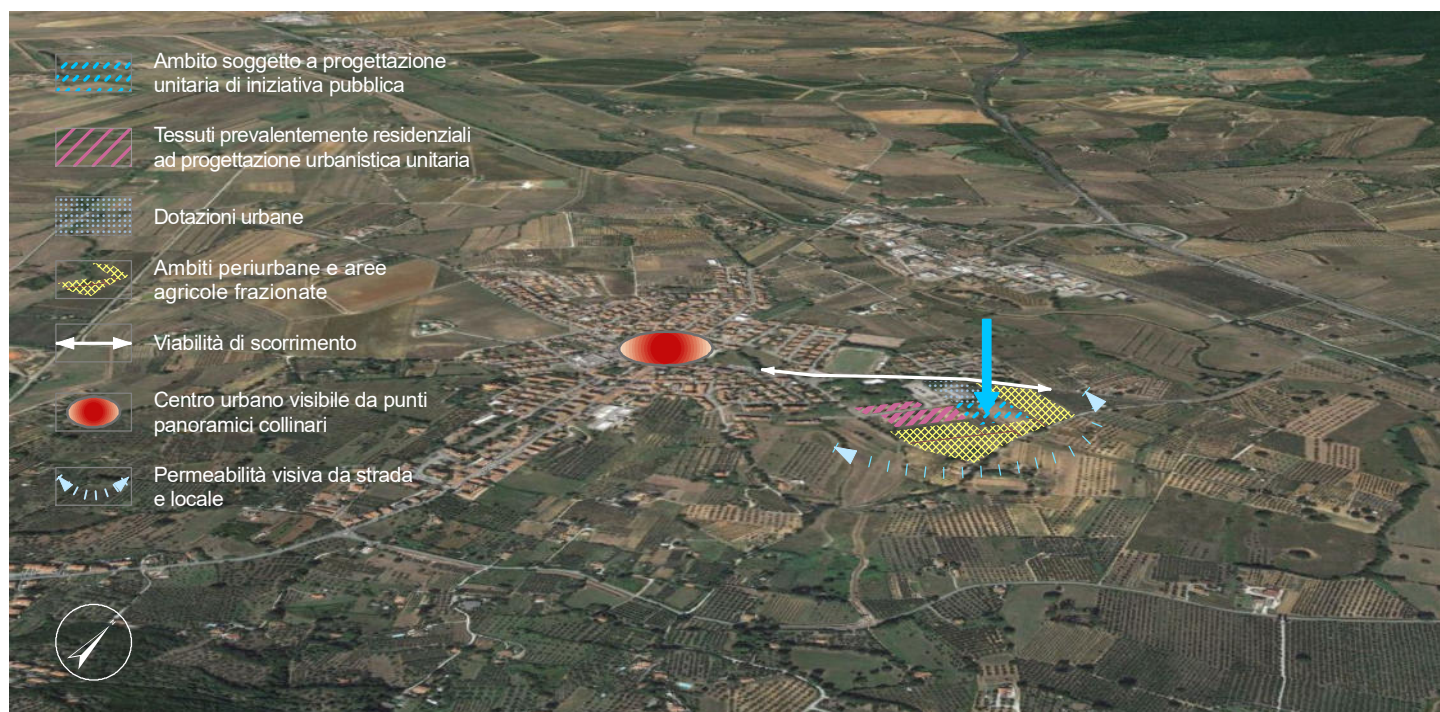 Ambito soggetto a progettazione
unitaria di iniziativa pubblica
Tessuti prevalentemente residenziali
ad progettazione urbanistica unitaria
Dotazioni urbane
Ambiti periurbane e aree
agricole frazionate
Viabilità di scorrimento
Centro urbano visibile da punti
panoramici collinari
Permeabilità visiva da strada
e locale